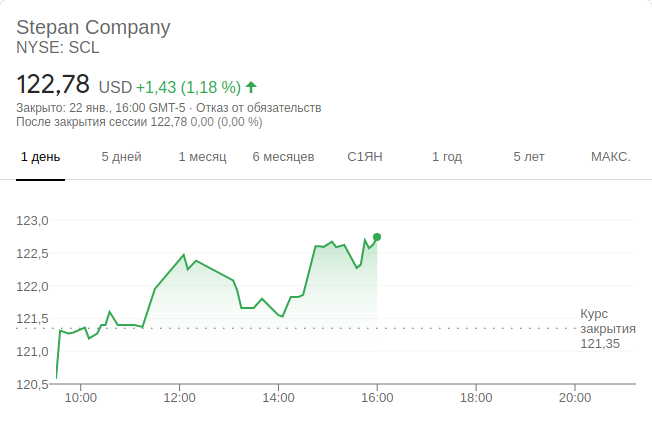 Stepan Company
NYSE: SCL
122,78 USD +1,43 (1,18 %)
Закрыто: 22 янв., 16:00 GMT-5 · Отказ от обязательств
После закрытия сессии 122,78 0,00 (0,00 %)
1 день 5 дней 1 месяц 6 месяцев С1ЯН 1 год 5 лет МАКС.
123,0
122,5
122,0
121,5
121,0
120,5
Курс
закрытия
121,35
10:00 12:00 14:00 16:00 18:00 20:00